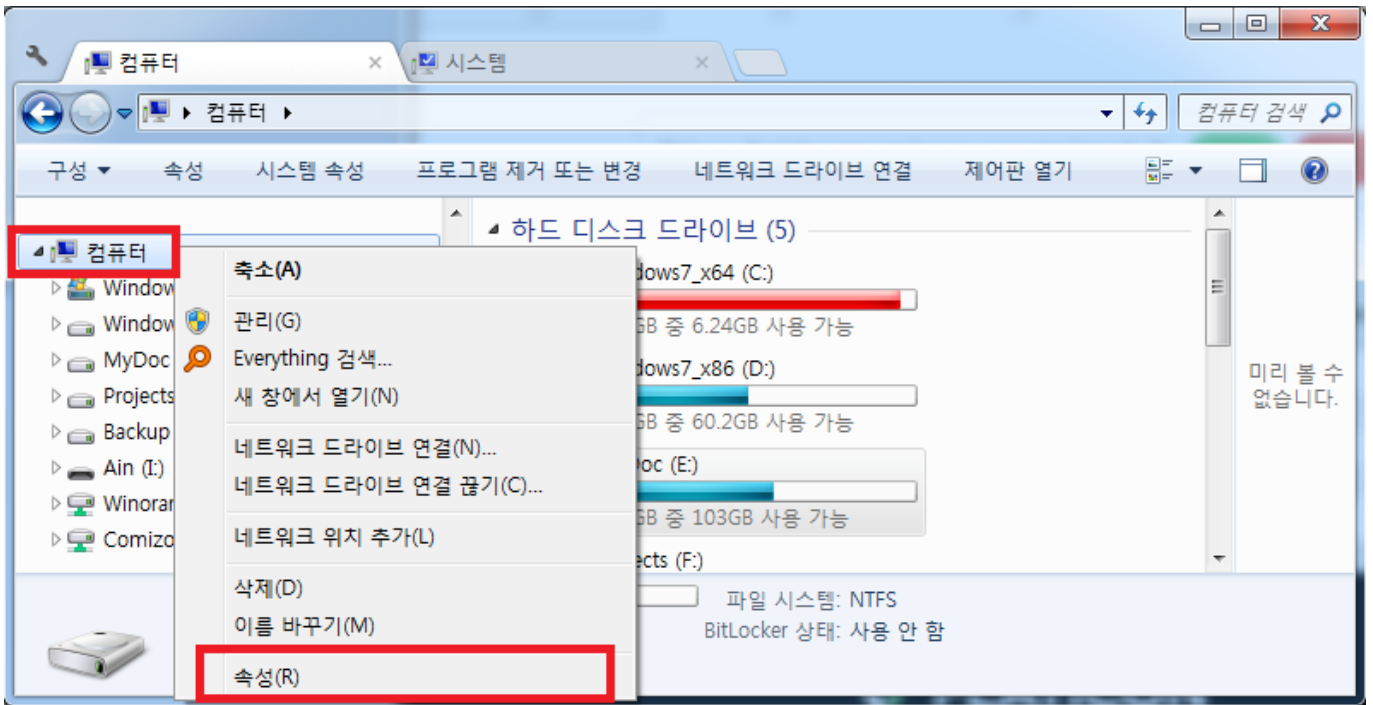 컴퓨터
시스템
컴퓨터
컴퓨터 검색
구성
속성
시스템 속성
프로그램 제거 또는 변경
네트워크 드라이브 연결
제어판 열기
컴퓨터
Window
Window
MyDoc
Projects
Backup
Ain (I:)
Winoran
Comizo
축소(A)
관리(G)
Everything 검색...
새 창에서 열기(N)
네트워크 드라이브 연결(N)...
네트워크 드라이브 연결 끊기(C)...
네트워크 위치 추가(L)
삭제(D)
이름 바꾸기(M)
속성(R)
하드 디스크 드라이브 (5)
dows7_x64 (C:)
GB 중 6.24GB 사용 가능
dows7_x86 (D:)
GB 중 60.2GB 사용 가능
Doc (E:)
GB 중 103GB 사용 가능
ects (F:)
미리 볼 수
없습니다.
파일 시스템: NTFS
BitLocker 상태: 사용 안 함